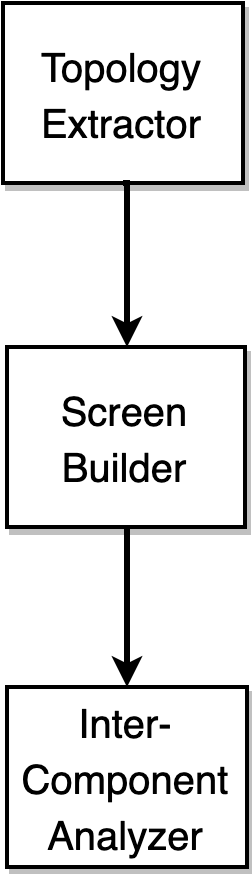 Topology
Extractor
Screen
Builder
Inter-
Component
Analyzer